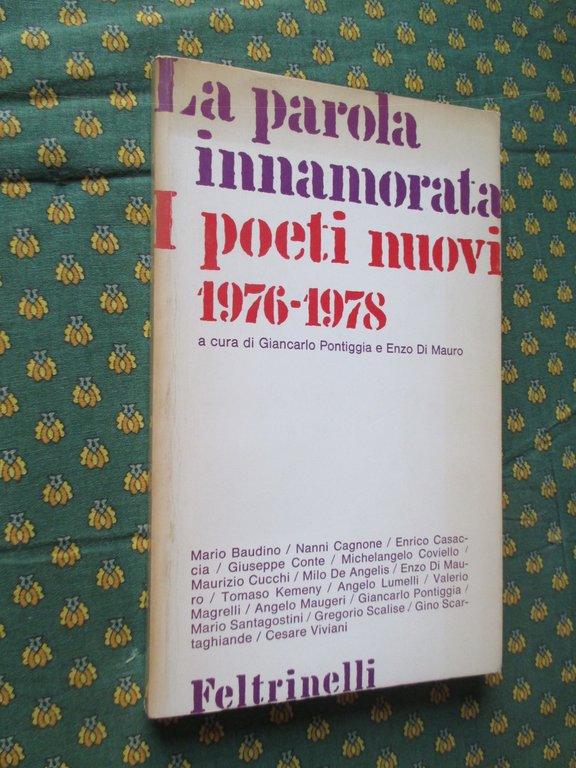 La parola
innamorata
I poeti nuovi
1976-1978
a cura di Giancarlo Pontiggia e Enzo Di Mauro
Mario Baudino / Nanni Cagnone / Enrico Casac-
cia / Giuseppe Conte / Michelangelo Coviello /
Maurizio Cucchi / Milo De Angelis / Enzo Di Mau-
ro / Tomaso Kemeny / Angelo Lumelli / Valerio
Magrelli / Angelo Maugeri / Giancarlo Pontiggia /
Mario Santagostini / Gregorio Scalise / Gino Scar-
taghiande / Cesare Viviani
Feltrinelli